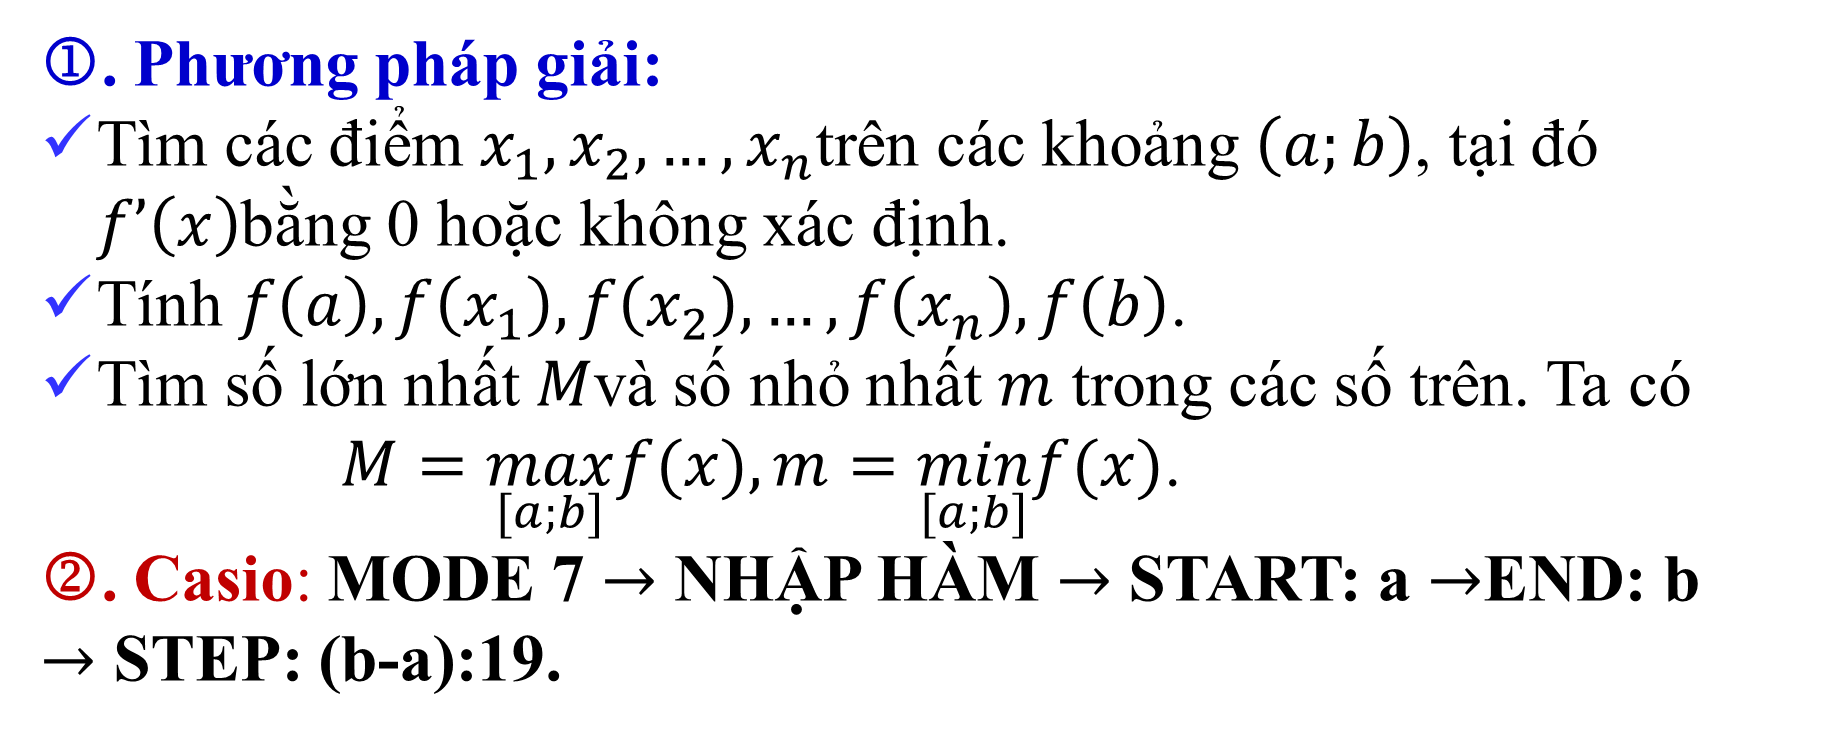 ①. Phương pháp giải:
✓Tìm các điểm x₁, x₂, … , xₙtrên các khoảng (a; b), tại đó
f’(x)bằng 0 hoặc không xác định.
✓Tính f(a), f(x₁), f(x₂), … , f(xₙ), f(b).
✓Tìm số lớn nhất Mvà số nhỏ nhất m trong các số trên. Ta có
M = maxf(x), m = minf(x).
[a;b] [a;b]
②. Casio: MODE 7 → NHẬP HÀM → START: a →END: b
→ STEP: (b-a):19.